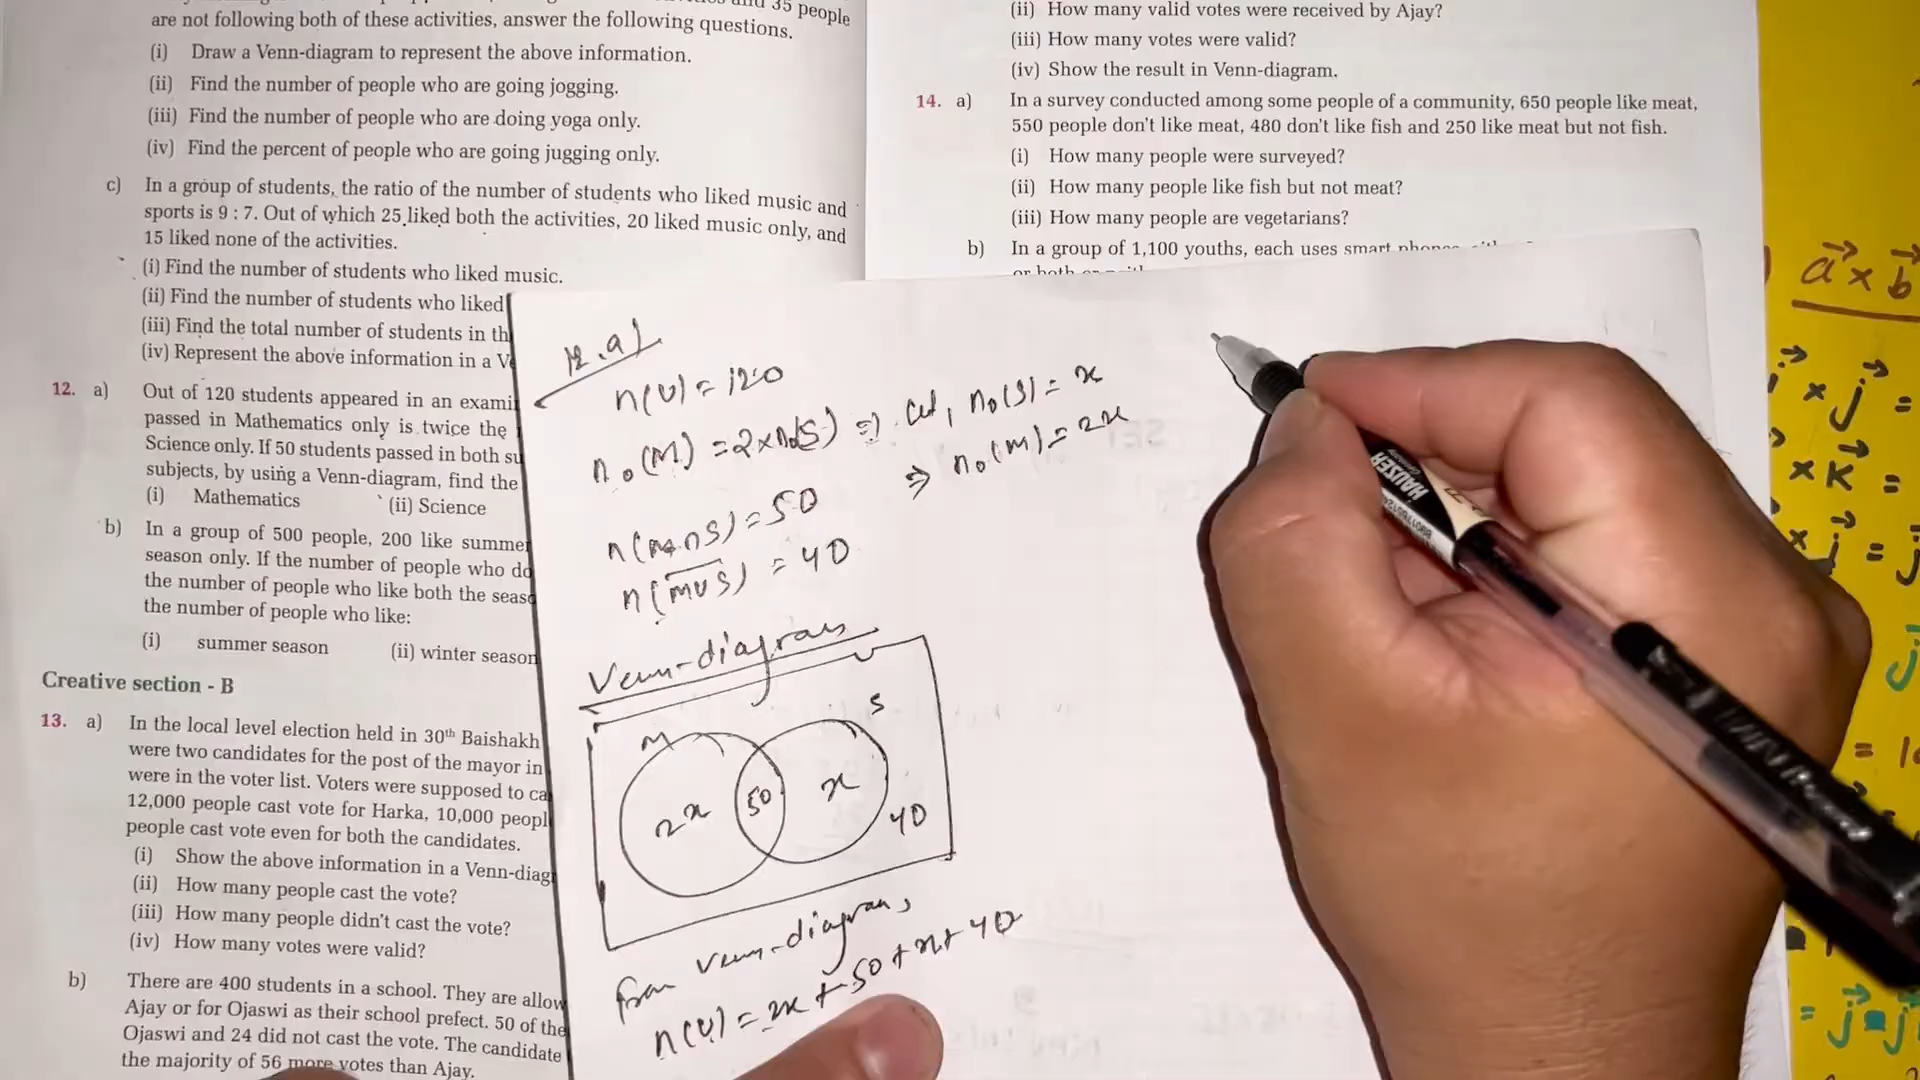 35 people
are not following both of these activities, answer the following questions.
(i) Draw a Venn-diagram to represent the above information.
(ii) Find the number of people who are going jogging.
(iii) Find the number of people who are doing yoga only.
(iv) Find the percent of people who are going jugging only.
c) In a group of students, the ratio of the number of students who liked music and
sports is 9 : 7. Out of which 25 liked both the activities, 20 liked music only, and
15 liked none of the activities.
(i) Find the number of students who liked music.
(ii) Find the number of students who liked
(iii) Find the total number of students in th
(iv) Represent the above information in a V
12. a) Out of 120 students appeared in an exami
passed in Mathematics only is twice the
Science only. If 50 students passed in both su
subjects, by using a Venn-diagram, find the
(i) Mathematics (ii) Science
b) In a group of 500 people, 200 like summer
season only. If the number of people who do
the number of people who like both the seaso
the number of people who like:
(i) summer season (ii) winter season
Creative section - B
13. a) In the local level election held in 30th Baishakh
were two candidates for the post of the mayor in
were in the voter list. Voters were supposed to ca
12,000 people cast vote for Harka, 10,000 peopl
people cast vote even for both the candidates.
(i) Show the above information in a Venn-diag
(ii) How many people cast the vote?
(iii) How many people didn't cast the vote?
(iv) How many votes were valid?
b) There are 400 students in a school. They are allow
Ajay or for Ojaswi as their school prefect. 50 of the
Ojaswi and 24 did not cast the vote. The candidate
the majority of 56 more votes than Ajay.
(ii) How many valid votes were received by Ajay?
(iii) How many votes were valid?
(iv) Show the result in Venn-diagram.
14. a) In a survey conducted among some people of a community, 650 people like meat,
550 people don't like meat, 480 don't like fish and 250 like meat but not fish.
(i) How many people were surveyed?
(ii) How many people like fish but not meat?
(iii) How many people are vegetarians?
b) In a group of 1,100 youths, each uses smart phones
or both or
12.a)
n(U) = 120
n₀(M) = 2×n₀(S) ⇒ Let, n₀(S) = x
⇒ n₀(M) = 2x
n(M∩S) = 50
n(M̅U̅S̅) = 40
Venn-diagram
U
M S
2x 50 x
40
from venn-diagram,
n(U) = 2x + 50 + x + 40
HAUSER
Germany
a⃗ × b⃗
i⃗ × j⃗ =
× k⃗ =
× i⃗ = j⃗
= j⃗